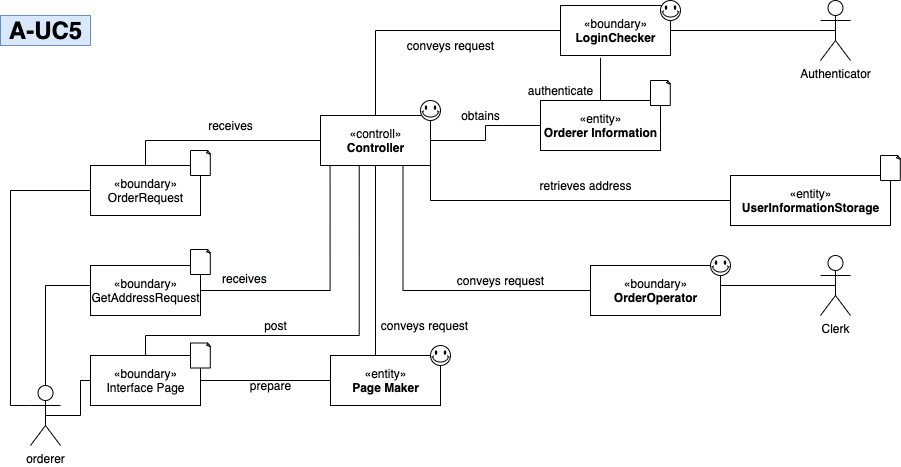 A-UC5
«boundary»
LoginChecker
conveys request
Authenticator
authenticate
«entity»
Orderer Information
obtains
«controll»
Controller
receives
«boundary»
OrderRequest
retrieves address
«entity»
UserInformationStorage
«boundary»
GetAddressRequest
receives
conveys request
«boundary»
OrderOperator
Clerk
post
conveys request
«boundary»
Interface Page
prepare
«entity»
Page Maker
orderer